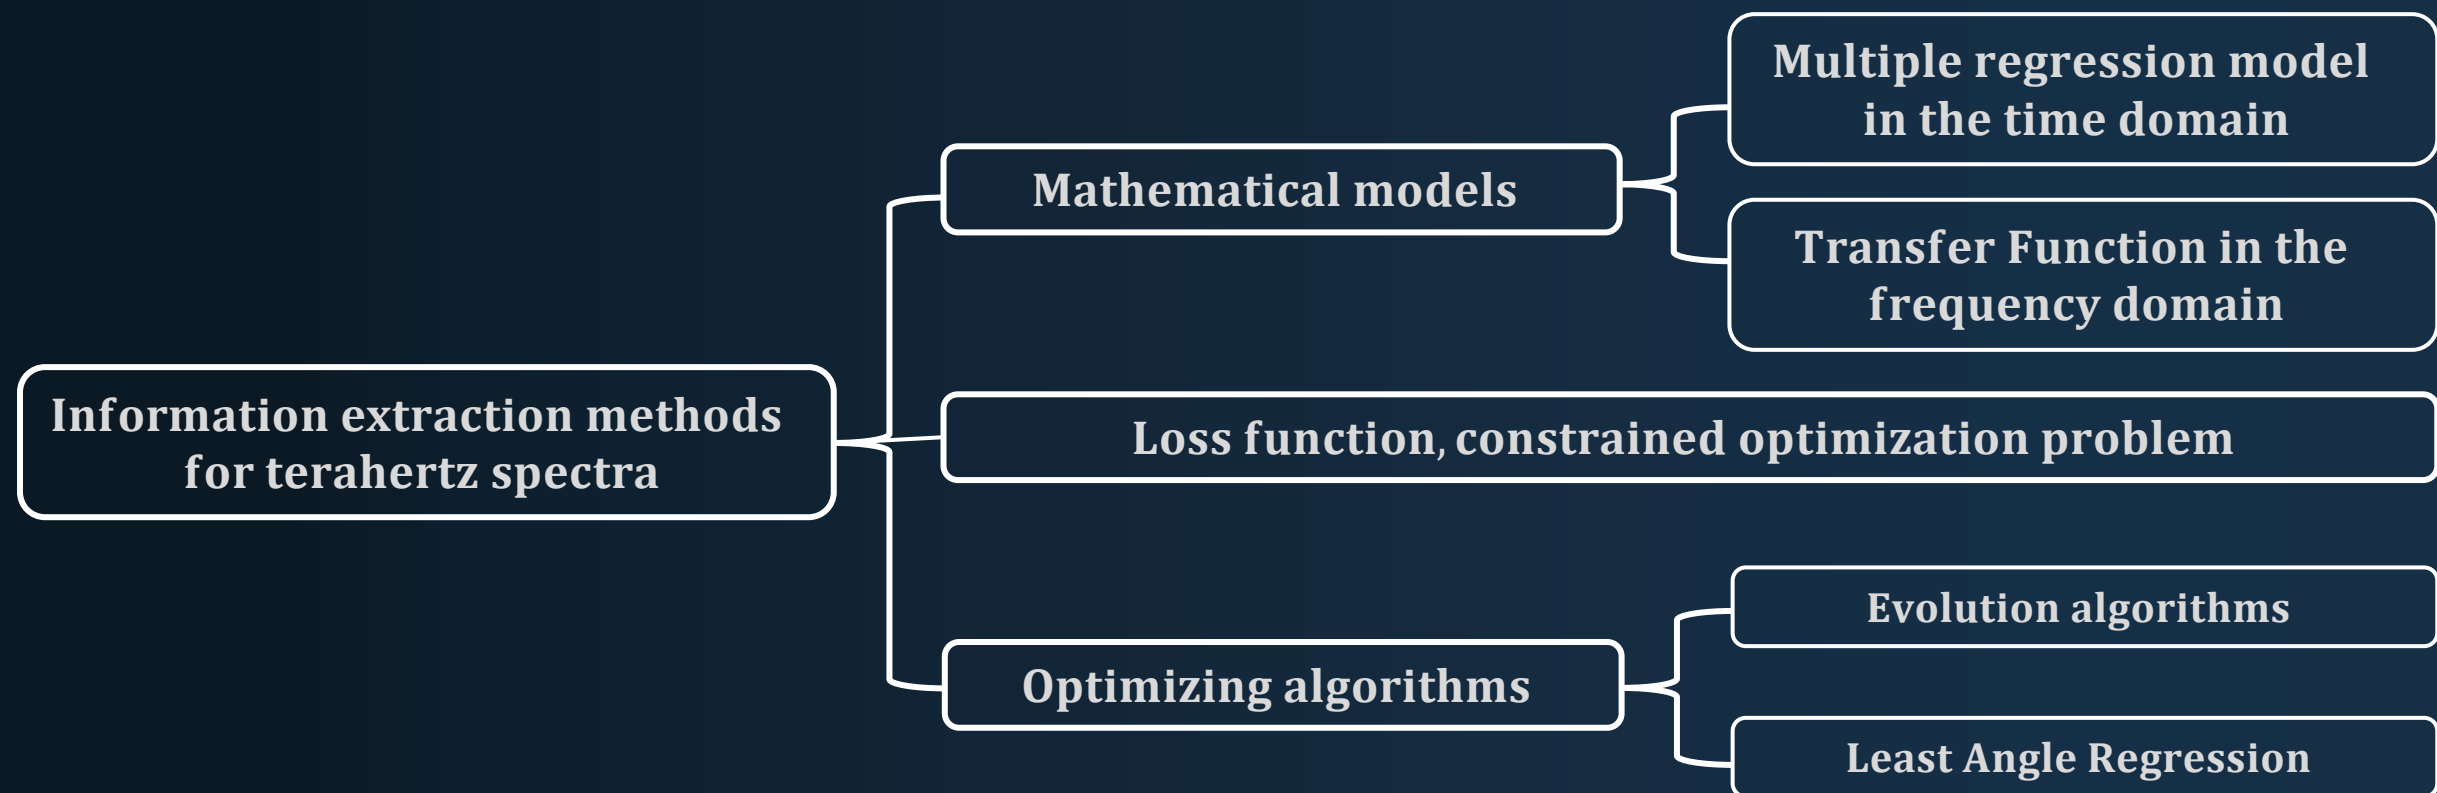 Multiple regression model
in the time domain
Mathematical models
Transfer Function in the
frequency domain
Information extraction methods
for terahertz spectra
Loss function, constrained optimization problem
Evolution algorithms
Optimizing algorithms
Least Angle Regression